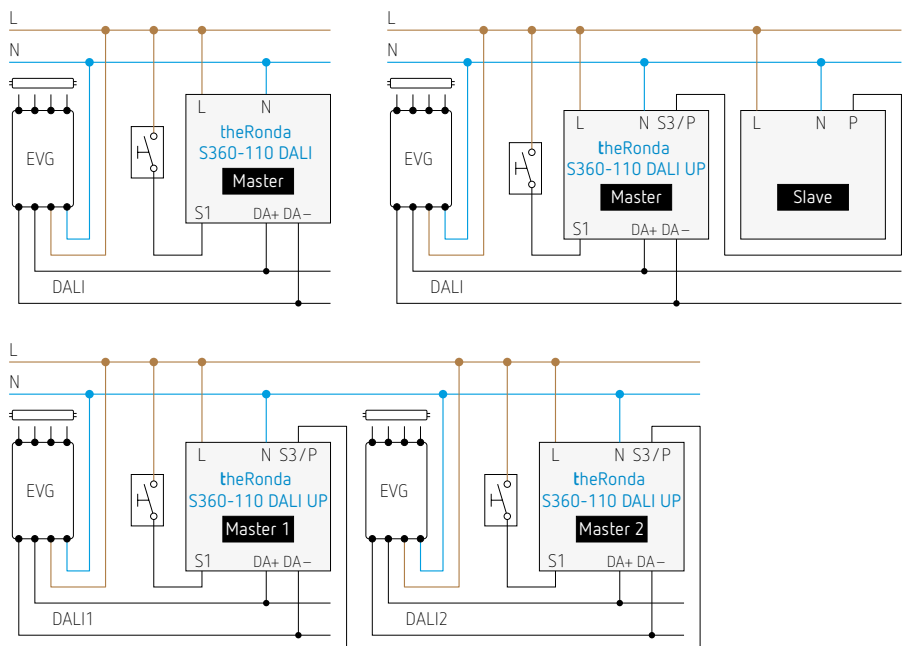 L
N
EVG
L N
theRonda
S360-110 DALI
Master
S1 DA+ DA–
DALI
L
N
EVG
L N S3/P
theRonda
S360-110 DALI UP
Master
S1 DA+ DA–
DALI
L N P
Slave
L
N
EVG
L N S3/P
theRonda
S360-110 DALI UP
Master 1
S1 DA+ DA–
DALI1
EVG
L N S3/P
theRonda
S360-110 DALI UP
Master 2
S1 DA+ DA–
DALI2